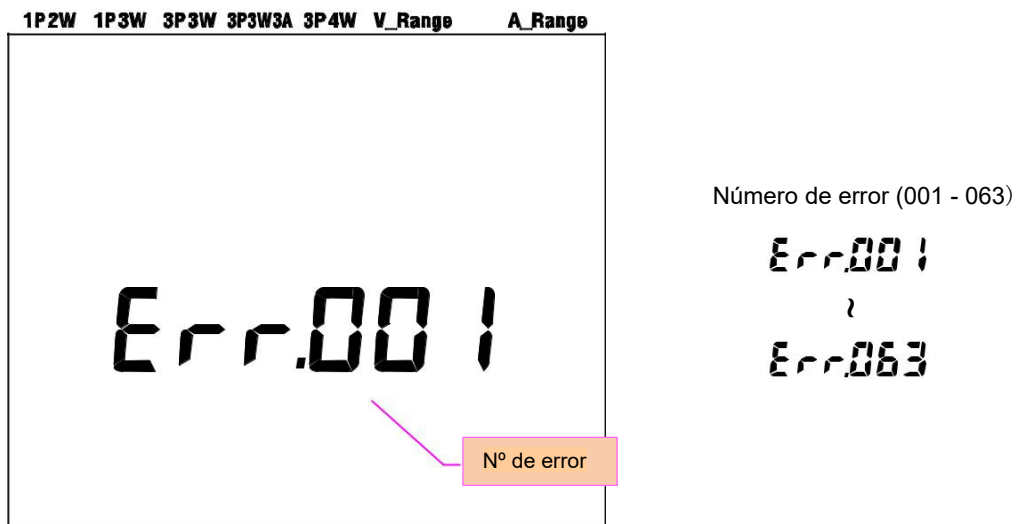 1P2W 1P3W 3P3W 3P3W3A 3P4W V_Range A_Range
Número de error (001 - 063）
Err.001
~
Err.063
Err.001
Nº de error